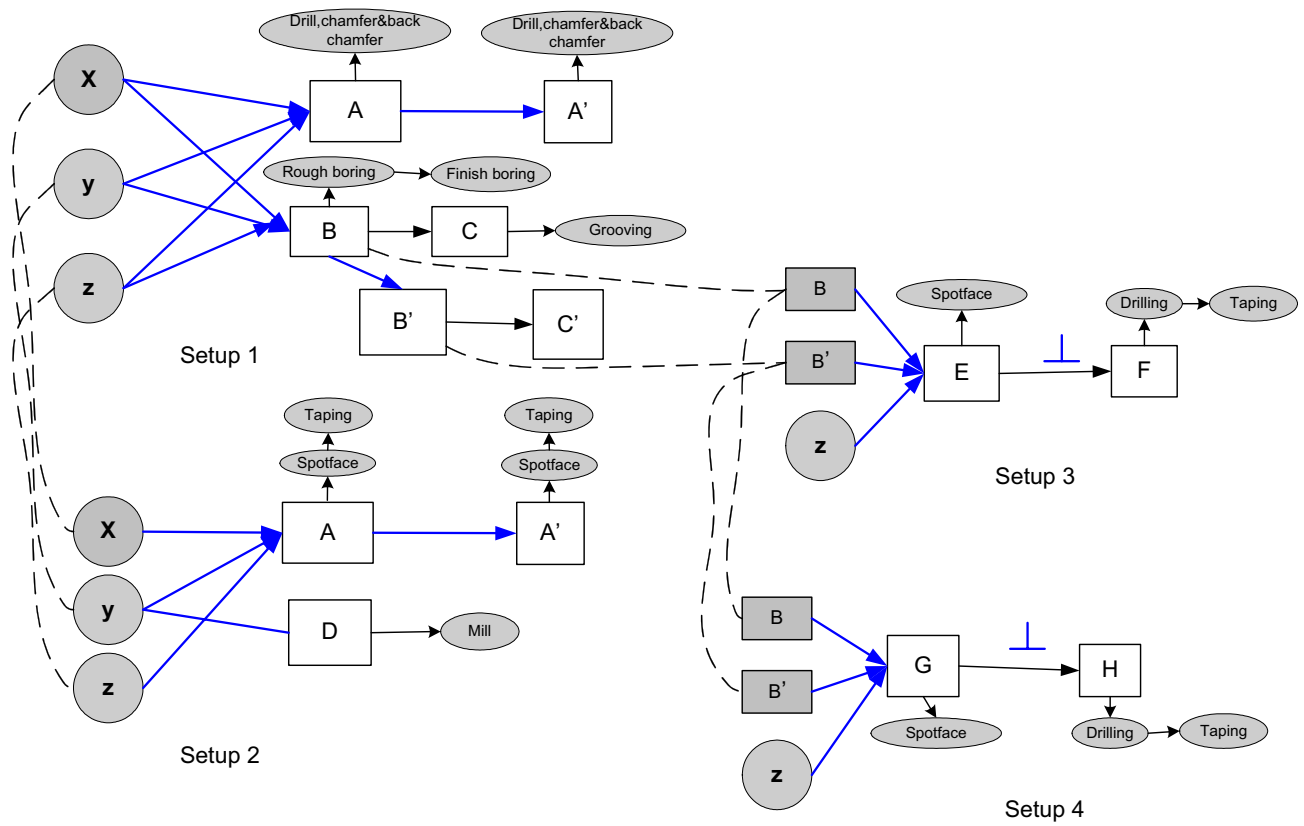 Drill,chamfer&back
chamfer
Drill,chamfer&back
chamfer
X
A
A’
y
Rough boring
Finish boring
B
C
Grooving
z
B’
C’
Setup 1
B
Spotface
Drilling
Taping
B’
E
F
z
Setup 3
Taping
Taping
Spotface
Spotface
X
A
A’
y
D
Mill
z
Setup 2
B
G
H
B’
Spotface
Drilling
Taping
z
Setup 4